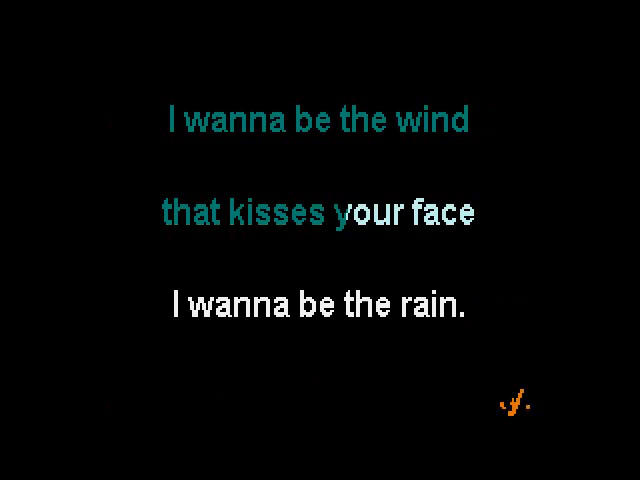 I wanna be the wind
that kisses your face
I wanna be the rain.